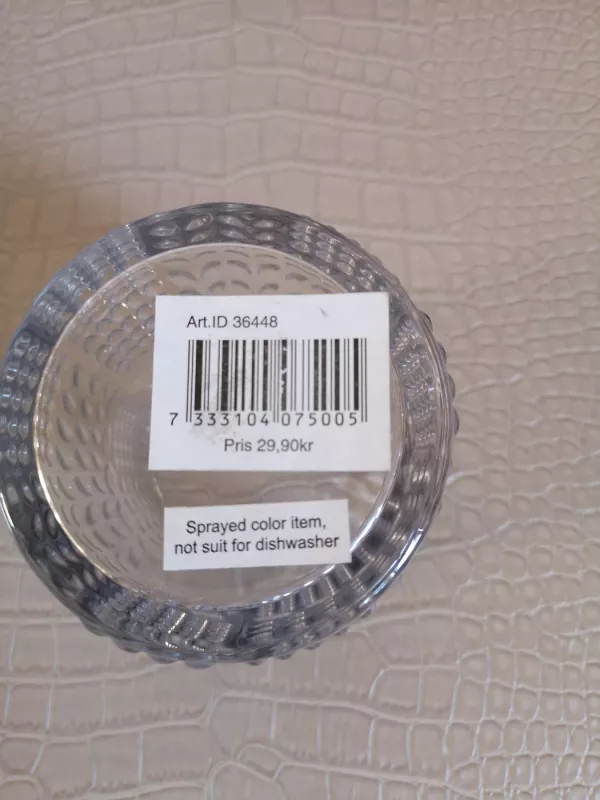 Art.ID 36448
7 333104 075005
Pris 29,90kr
Sprayed color item,
not suit for dishwasher